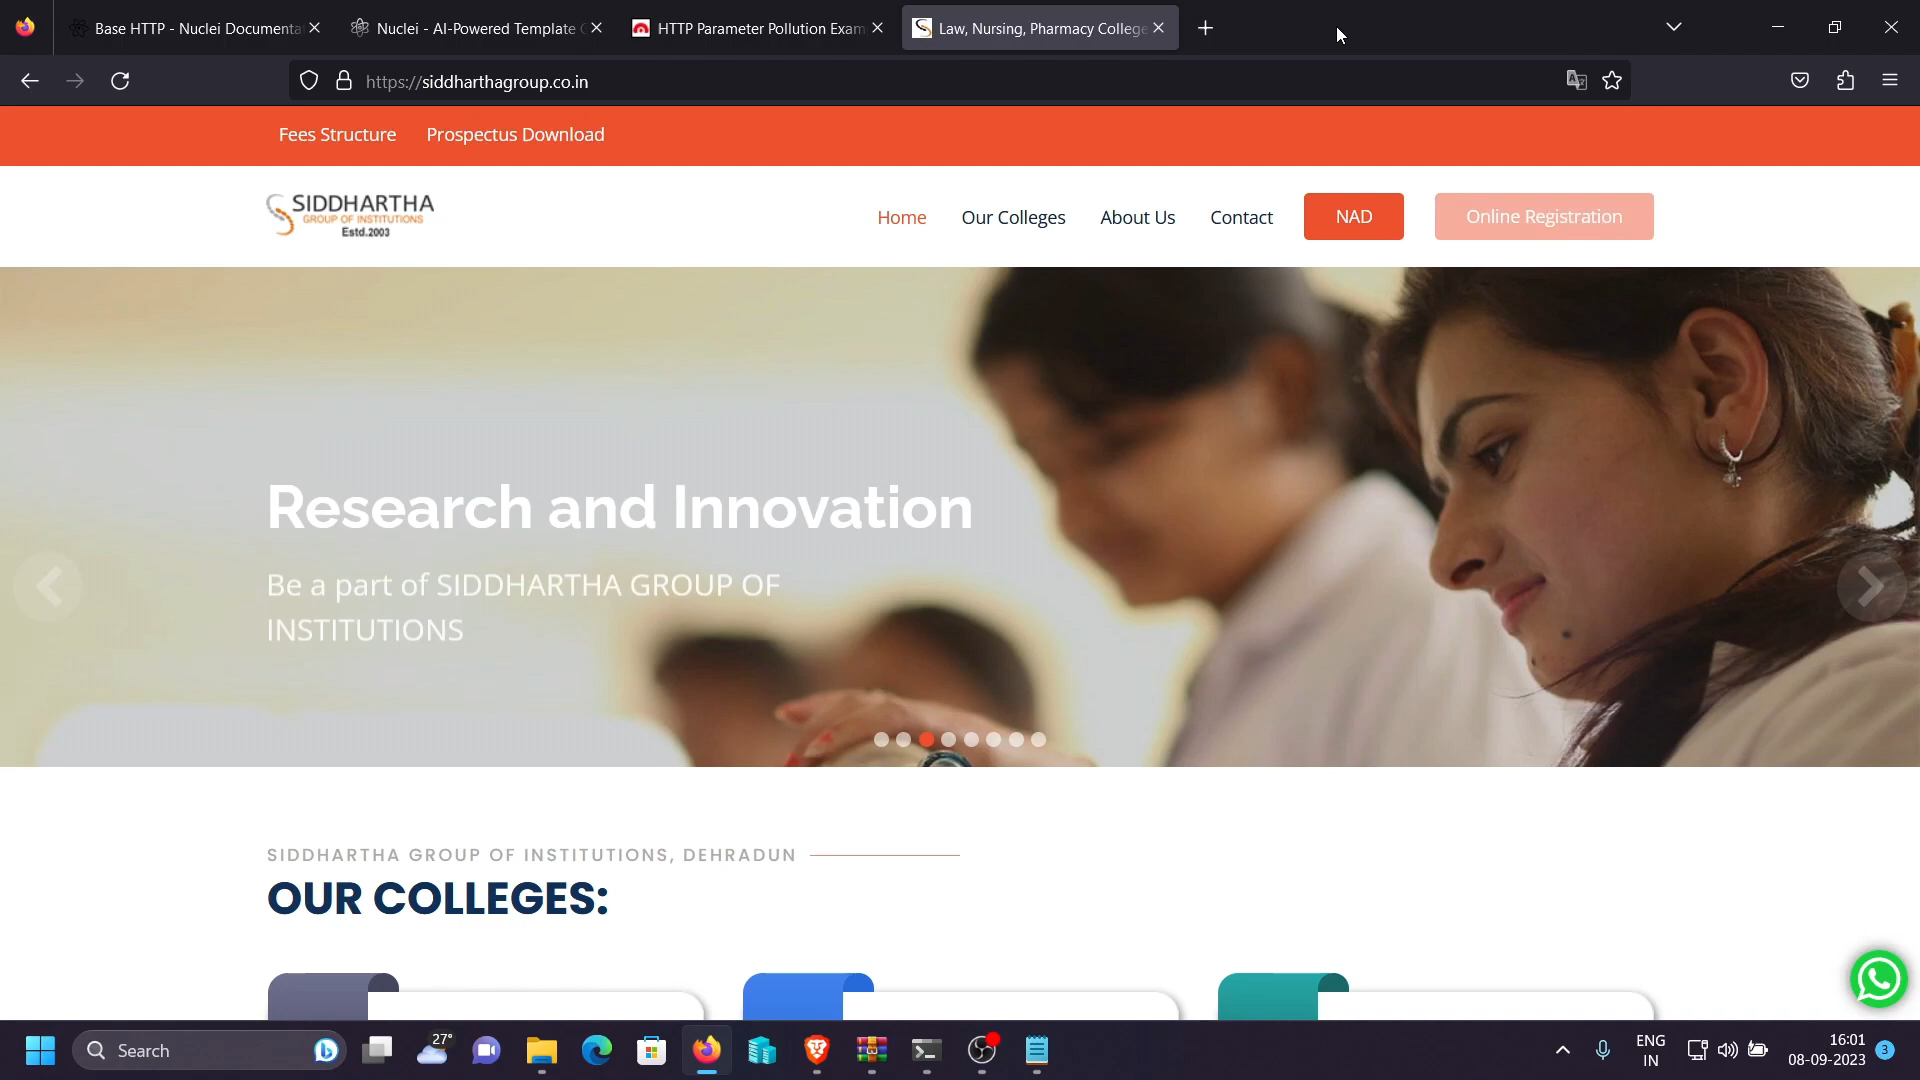 Base HTTP - Nuclei Documenta
Nuclei - AI-Powered Template
HTTP Parameter Pollution Exam
Law, Nursing, Pharmacy College
https://siddharthagroup.co.in
Fees Structure
Prospectus Download
SIDDHARTHA
GROUP OF INSTITUTIONS
Estd.2003
Home
Our Colleges
About Us
Contact
NAD
Online Registration
Research and Innovation
Be a part of SIDDHARTHA GROUP OF
INSTITUTIONS
SIDDHARTHA GROUP OF INSTITUTIONS, DEHRADUN
OUR COLLEGES:
Search
27°
ENG
IN
16:01
08-09-2023
3